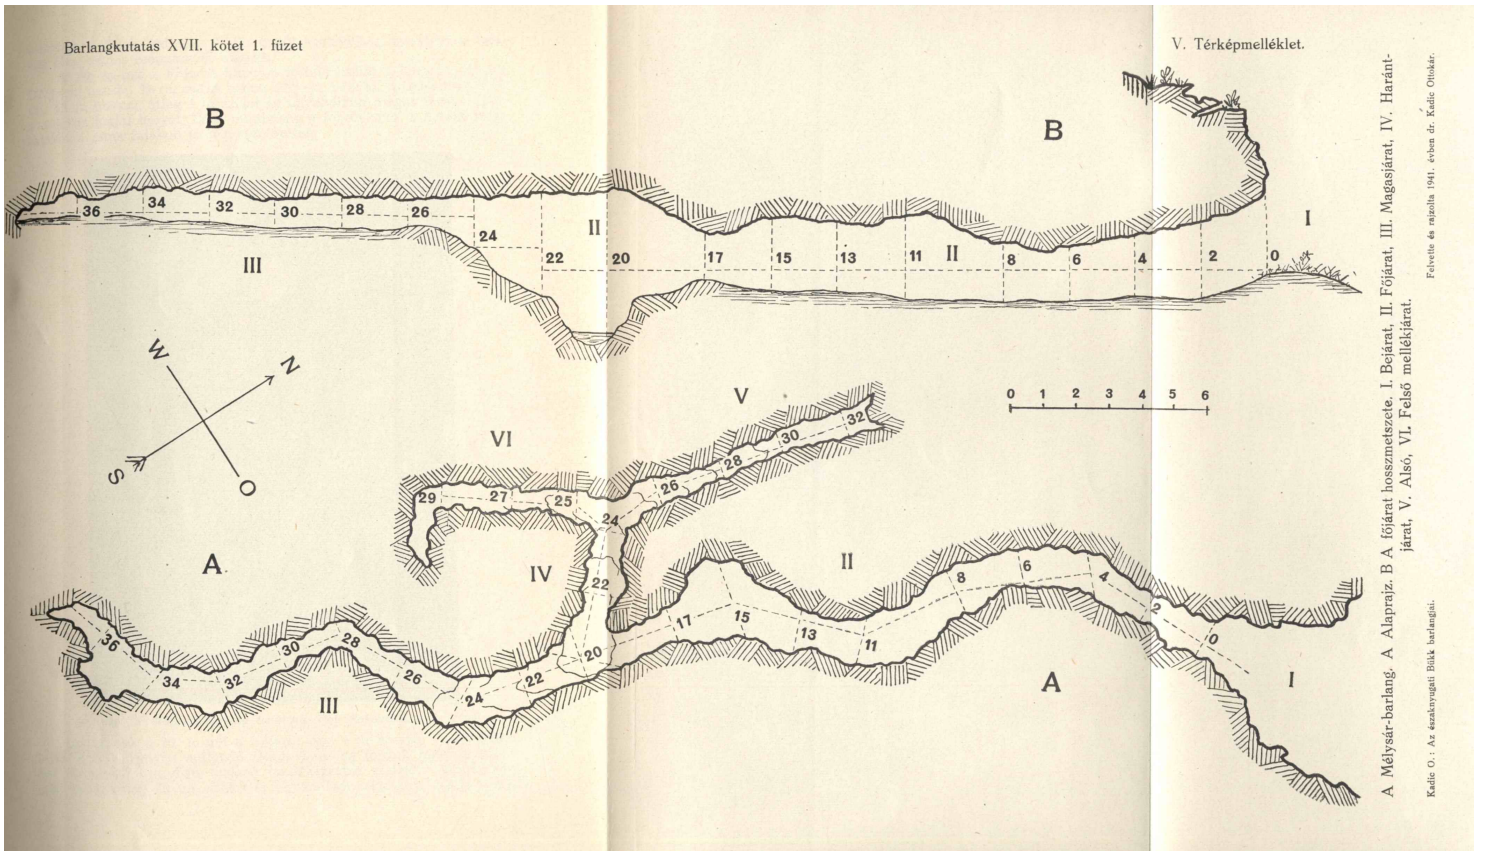 Barlangkutatás XVII. kötet 1. füzet
V. Térképmelléklet.
B
B
36
34
32
30
28
26
24
22
20
17
15
13
11
8
6
4
2
0
II
II
I
III
W
N
S
O
0 1 2 3 4 5 6
V
VI
29
27
25
24
26
28
30
32
22
IV
II
A
36
34
32
30
28
26
24
22
20
17
15
13
11
8
6
4
2
0
III
A
I
A Mélysár-barlang. A Alaprajz. B A főjárat hosszmetszete. I. Bejárat, II. Főjárat, III. Magasjárat, IV. Haránt-
járat, V. Alsó, VI. Felső mellékjárat.
Kadic O.: Az északnyugati Bükk barlangjai.
Felvette és rajzolta 1941. évben dr. Kadic Ottokár.